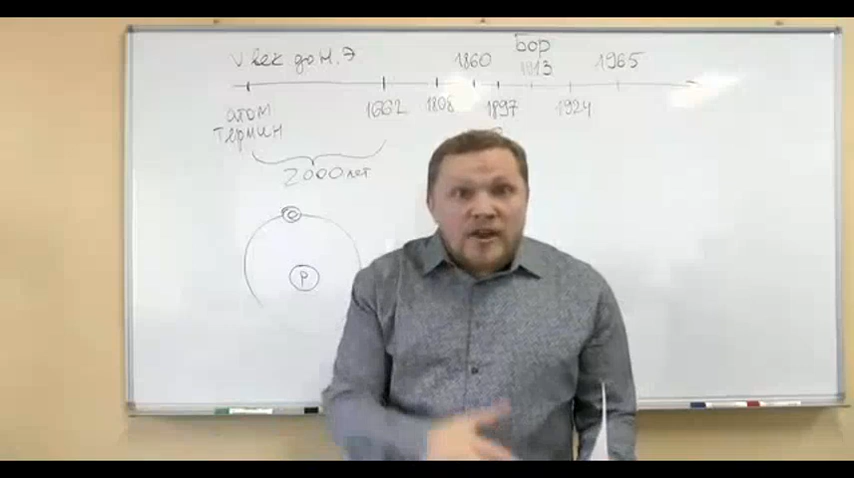 Бор
V век до н.э
1860
1913
1965
атом
термин
1662
1808
1897
1924
2000 лет
e
P